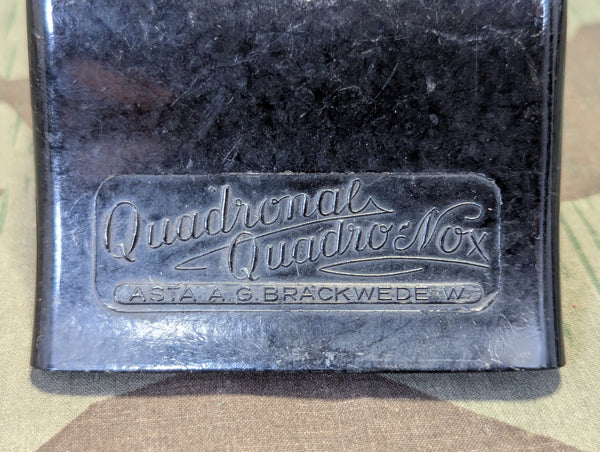 Quadronal
Quadro-Nox
ASTA A.G. BRACKWEDE W.